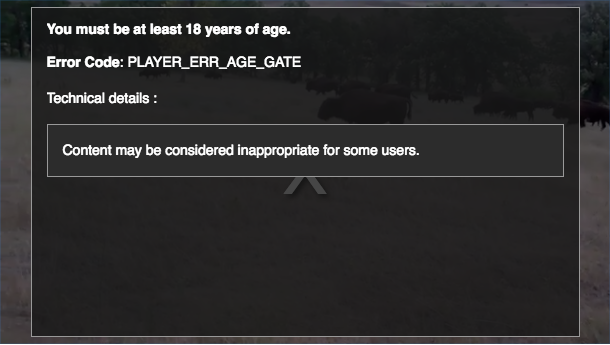 You must be at least 18 years of age.
Error Code: PLAYER_ERR_AGE_GATE
Technical details :
Content may be considered inappropriate for some users.